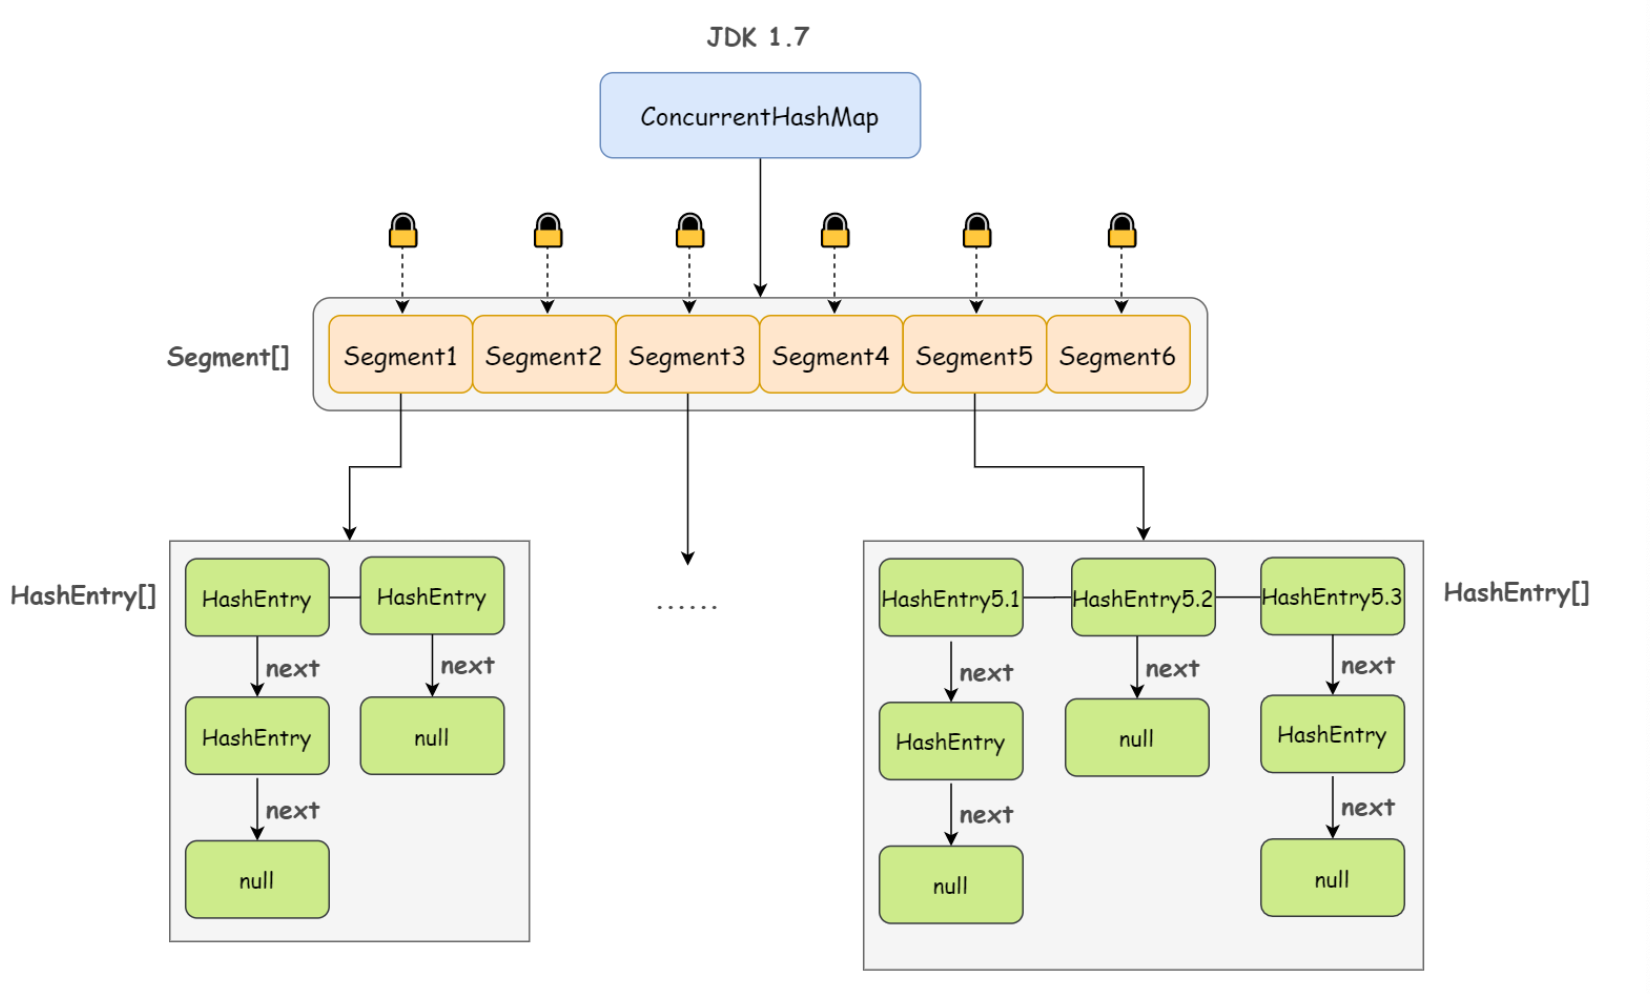 JDK 1.7
ConcurrentHashMap
Segment[]
Segment1
Segment2
Segment3
Segment4
Segment5
Segment6
HashEntry[]
HashEntry
HashEntry
next
next
HashEntry
null
next
null
......
HashEntry5.1
HashEntry5.2
HashEntry5.3
HashEntry[]
next
next
next
HashEntry
null
HashEntry
next
next
null
null